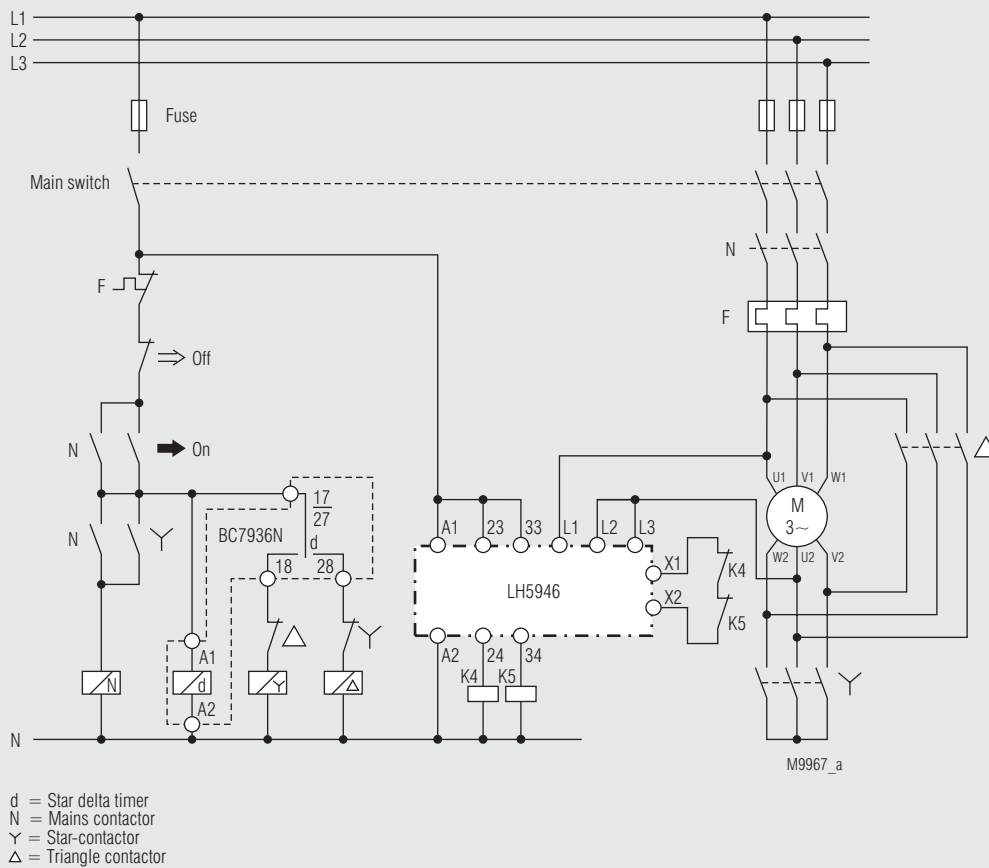 L1
L2
L3
Fuse
Main switch
N
F
F
Off
N
On
U1 V1 W1
17
27
M
3~
A1 23 33 L1 L2 L3
N
BC7936N
d
W2 U2 V2
18 28
X1
K4
LH5946
X2
K5
A1
A2 24 34
K4 K5
N
d
A2
N
M9967_a
d = Star delta timer
N = Mains contactor
Y = Star-contactor
△ = Triangle contactor